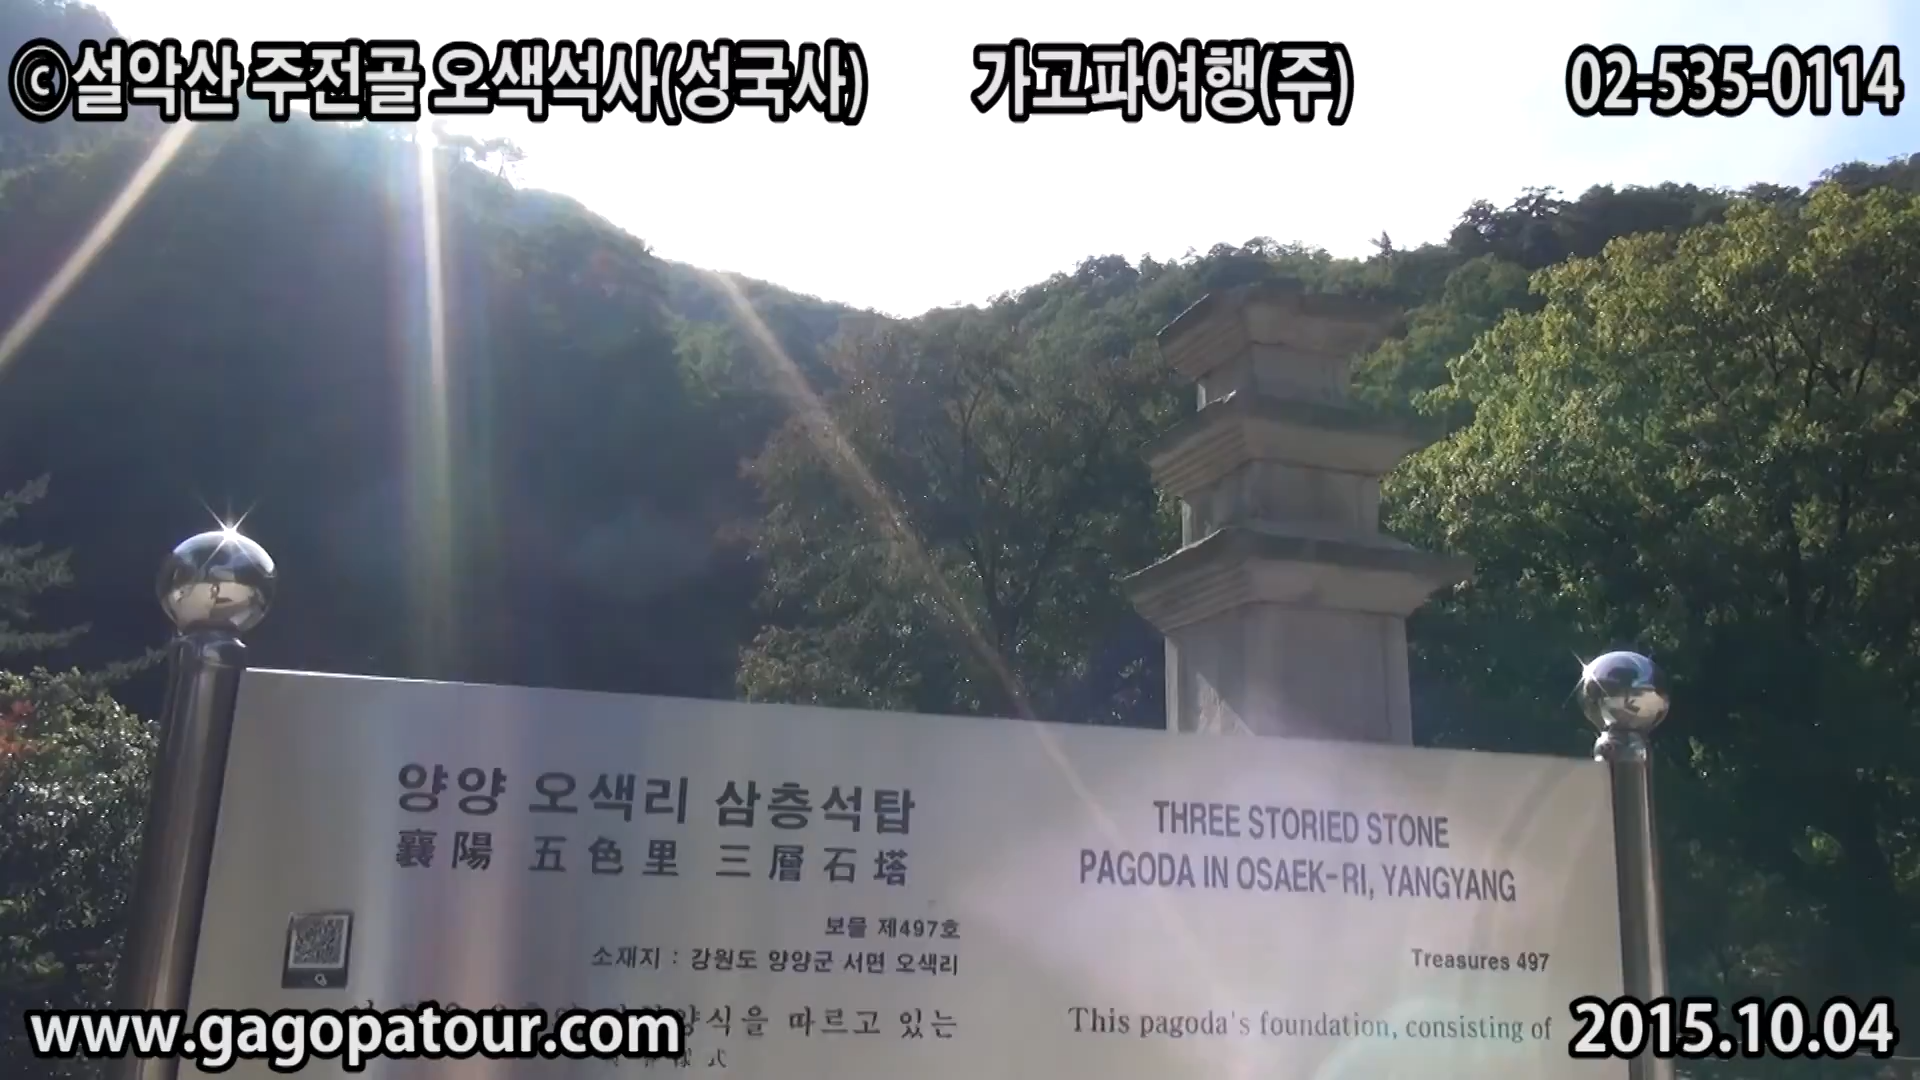 ©설악산 주전골 오색석사(성국사) 가고파여행(주) 02-535-0114
양양 오색리 삼층석탑
襄陽 五色里 三層石塔
보물 제497호
소재지 : 강원도 양양군 서면 오색리
양식을 따르고 있는
THREE STORIED STONE
PAGODA IN OSAEK-RI, YANGYANG
Treasures 497
This pagoda's foundation, consisting of
www.gagopatour.com
2015.10.04